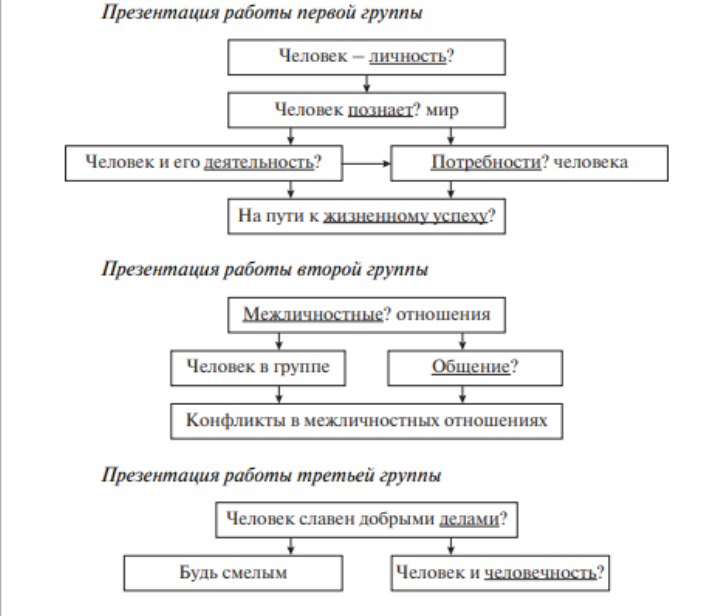 Презентация работы первой группы
Человек – личность?
Человек познает? мир
Человек и его деятельность?
Потребности? человека
На пути к жизненному успеху?
Презентация работы второй группы
Межличностные? отношения
Человек в группе
Общение?
Конфликты в межличностных отношениях
Презентация работы третьей группы
Человек славен добрыми делами?
Будь смелым
Человек и человечность?